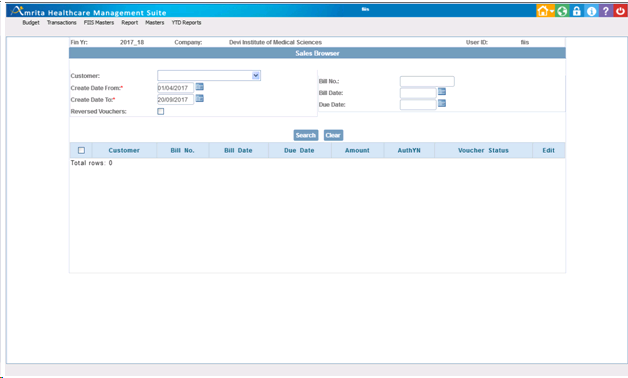 Amrita Healthcare Management Suite fiis
Budget Transactions FIIS Masters Report Masters YTD Reports
Fin Yr: 2017_18 Company: Devi Institute of Medical Sciences User ID: fiis
Sales Browser
Customer:
Bill No.:
Create Date From:* 01/04/2017
Bill Date:
Create Date To:* 20/09/2017
Due Date:
Reversed Vouchers:
Search Clear
Customer Bill No. Bill Date Due Date Amount AuthYN Voucher Status Edit
Total rows: 0